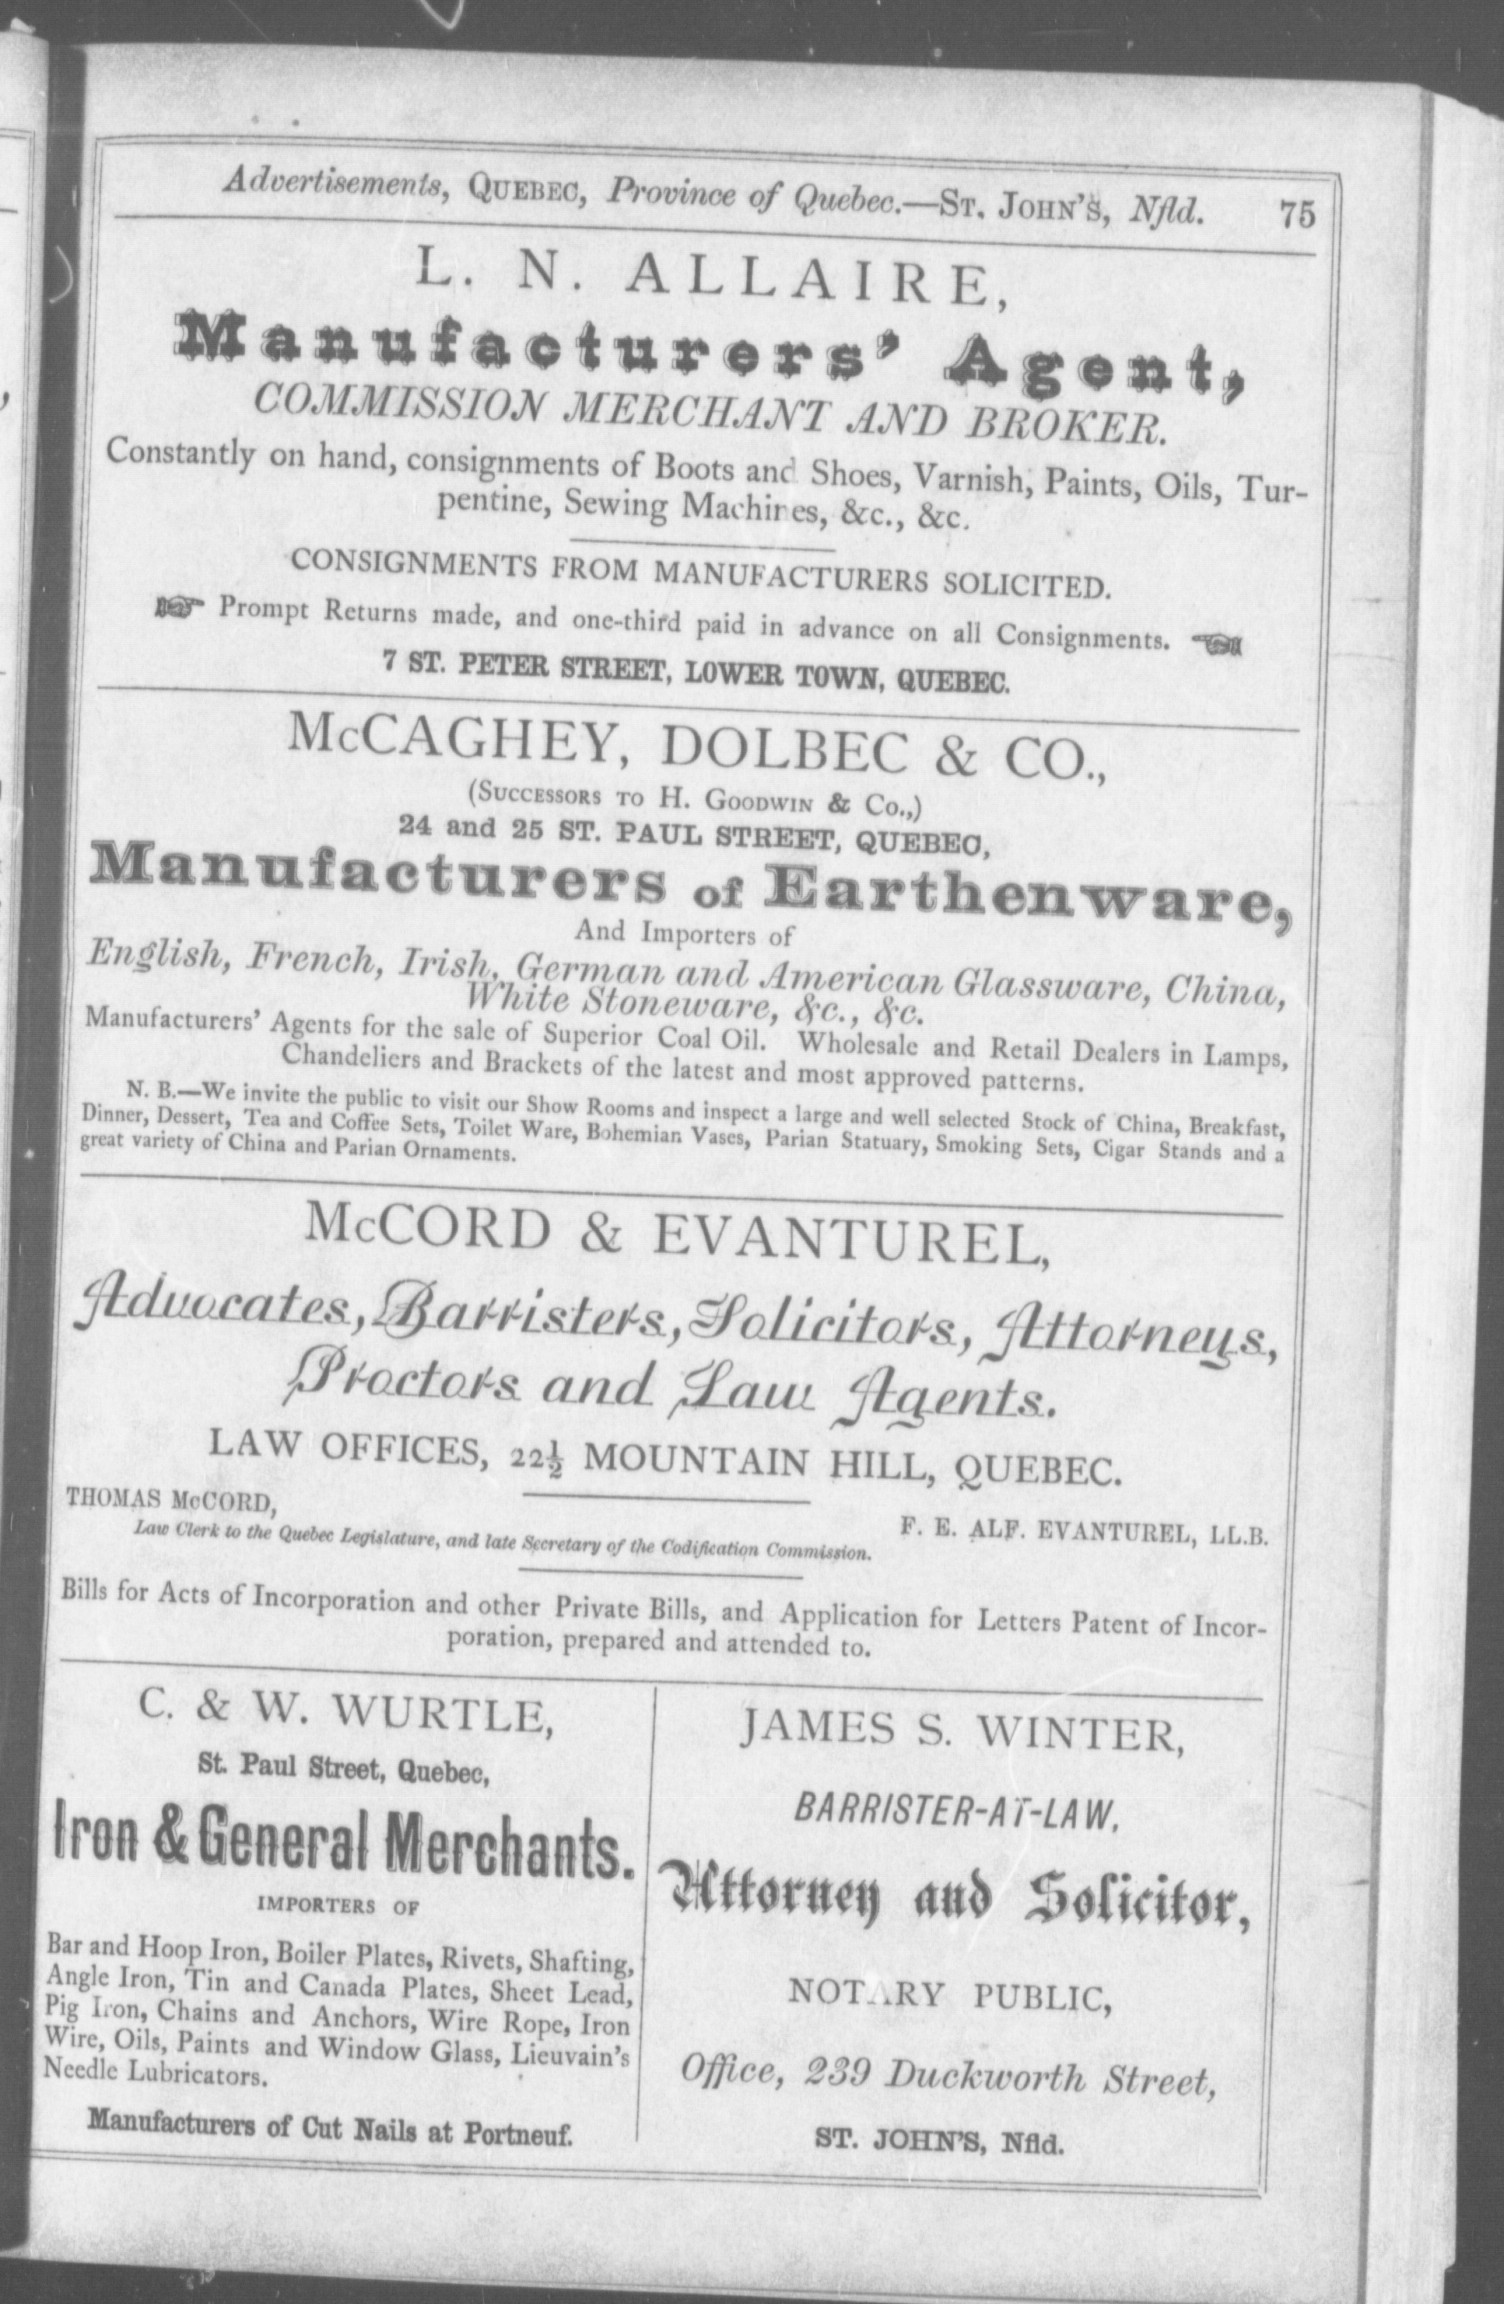 Advertisements, QUEBEC, Province of Quebec.—ST. JOHN'S, Nfld. 75
L. N. ALLAIRE,
Manufacturers' Agent,
COMMISSION MERCHANT AND BROKER.
Constantly on hand, consignments of Boots and Shoes, Varnish, Paints, Oils, Tur-
pentine, Sewing Machines, &c., &c.
CONSIGNMENTS FROM MANUFACTURERS SOLICITED.
☞ Prompt Returns made, and one-third paid in advance on all Consignments. ☜
7 ST. PETER STREET, LOWER TOWN, QUEBEC.
McCAGHEY, DOLBEC & CO.,
(SUCCESSORS TO H. GOODWIN & CO.,)
24 and 25 ST. PAUL STREET, QUEBEC,
Manufacturers of Earthenware,
And Importers of
English, French, Irish, German and American Glassware, China,
White Stoneware, &c., &c.
Manufacturers' Agents for the sale of Superior Coal Oil. Wholesale and Retail Dealers in Lamps,
Chandeliers and Brackets of the latest and most approved patterns.
N. B.—We invite the public to visit our Show Rooms and inspect a large and well selected Stock of China, Breakfast,
Dinner, Dessert, Tea and Coffee Sets, Toilet Ware, Bohemian Vases, Parian Statuary, Smoking Sets, Cigar Stands and a
great variety of China and Parian Ornaments.
McCORD & EVANTUREL,
Advocates, Barristers, Solicitors, Attorneys,
Proctors and Law Agents.
LAW OFFICES, 22½ MOUNTAIN HILL, QUEBEC.
THOMAS McCORD,
Law Clerk to the Quebec Legislature, and late Secretary of the Codification Commission.
F. E. ALF. EVANTUREL, LL.B.
Bills for Acts of Incorporation and other Private Bills, and Application for Letters Patent of Incor-
poration, prepared and attended to.
C. & W. WURTLE,
St. Paul Street, Quebec,
Iron & General Merchants.
IMPORTERS OF
Bar and Hoop Iron, Boiler Plates, Rivets, Shafting,
Angle Iron, Tin and Canada Plates, Sheet Lead,
Pig Iron, Chains and Anchors, Wire Rope, Iron
Wire, Oils, Paints and Window Glass, Lieuvain's
Needle Lubricators.
Manufacturers of Cut Nails at Portneuf.
JAMES S. WINTER,
BARRISTER-AT-LAW,
Attorney and Solicitor,
NOTARY PUBLIC,
Office, 239 Duckworth Street,
ST. JOHN'S, Nfld.